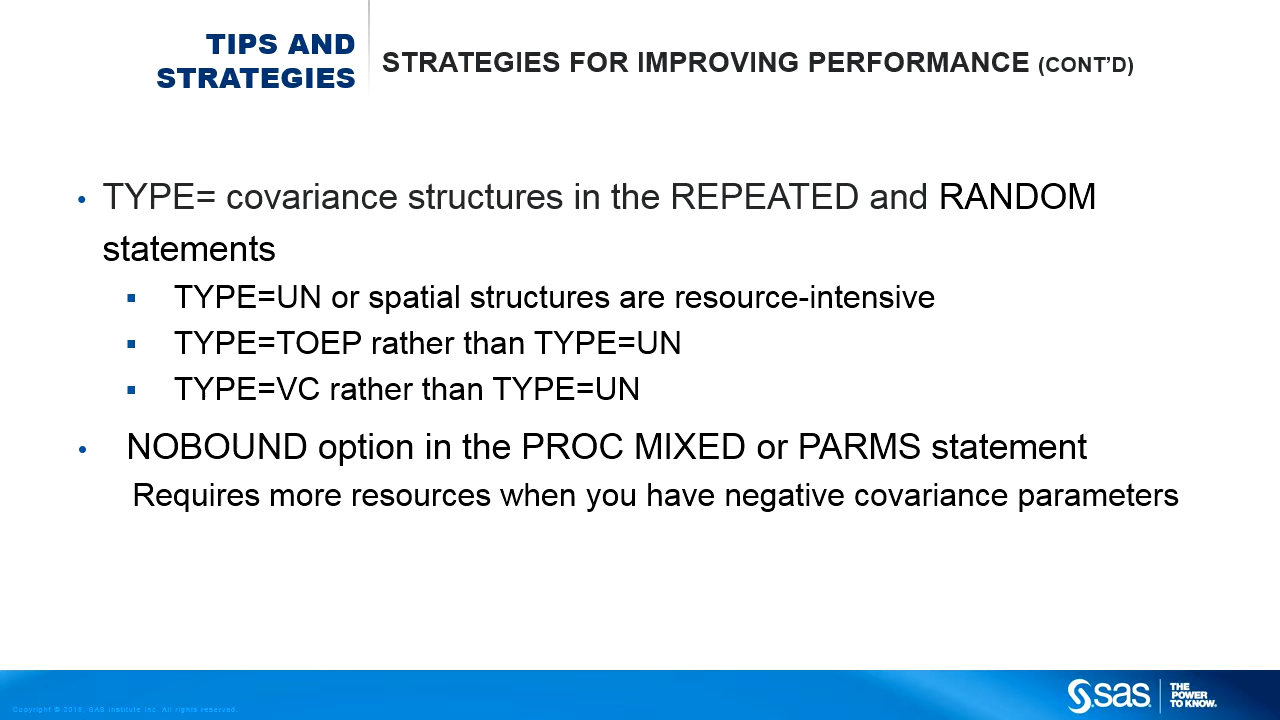 TIPS AND
STRATEGIES
STRATEGIES FOR IMPROVING PERFORMANCE (CONT’D)
• TYPE= covariance structures in the REPEATED and RANDOM
statements
▪ TYPE=UN or spatial structures are resource-intensive
▪ TYPE=TOEP rather than TYPE=UN
▪ TYPE=VC rather than TYPE=UN
• NOBOUND option in the PROC MIXED or PARMS statement
Requires more resources when you have negative covariance parameters
sas
THE
POWER
TO KNOW.